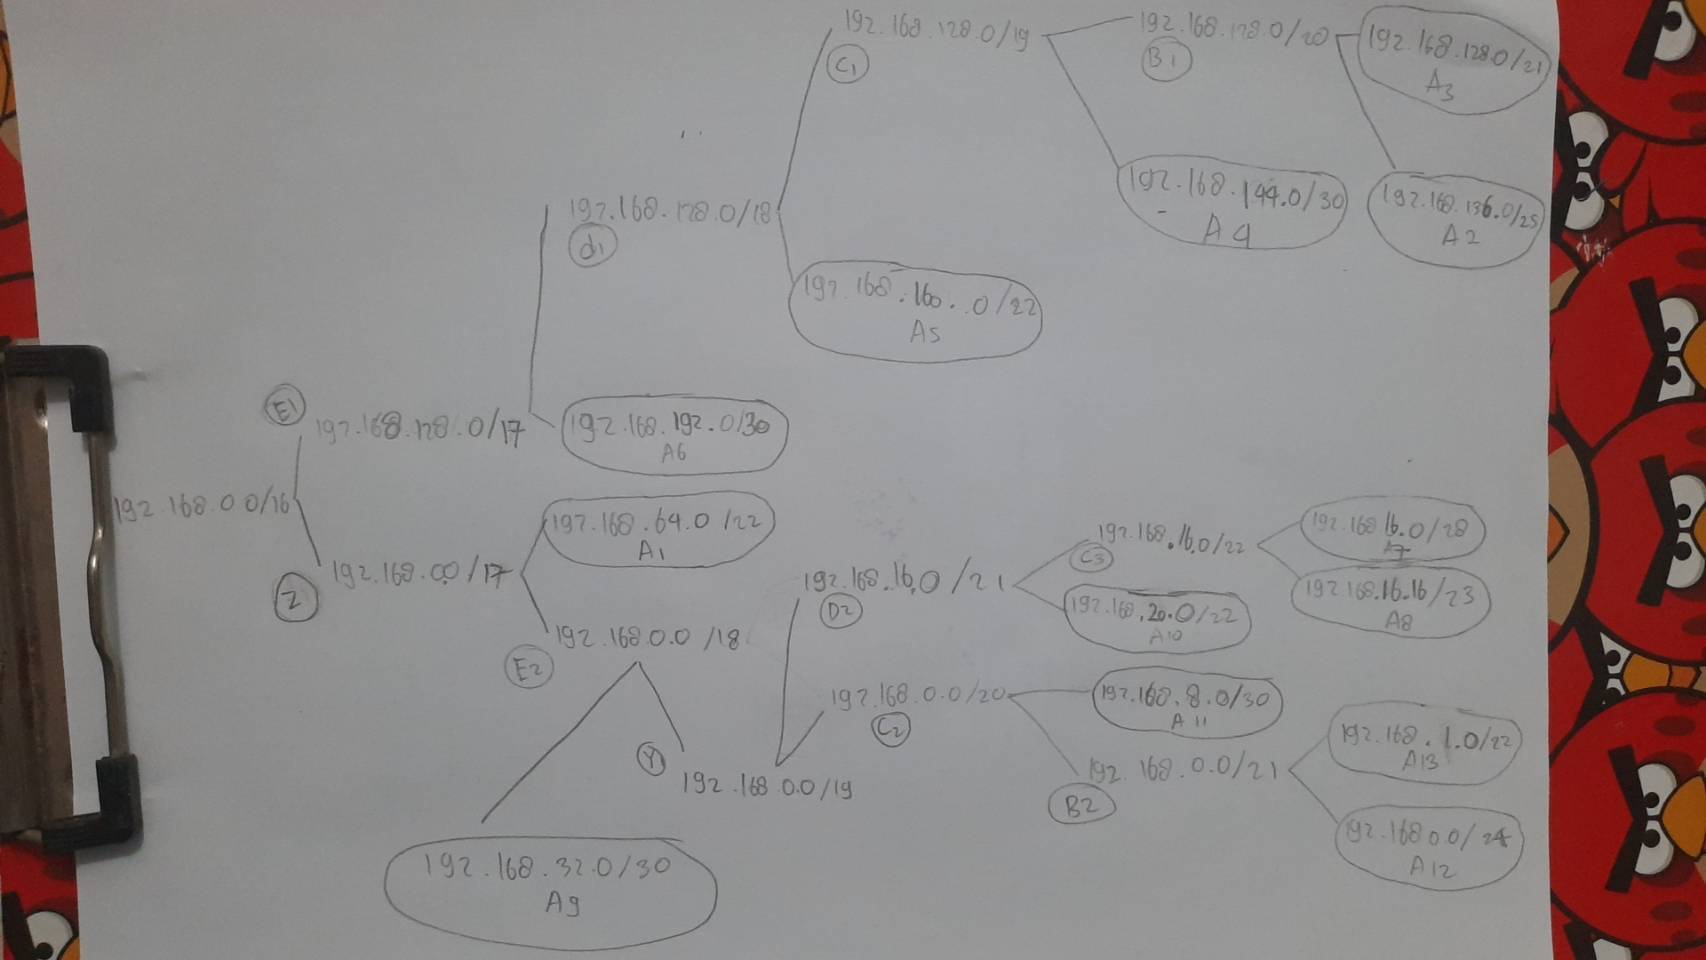 192.168.128.0/19
C1
192.168.128.0/20
B1
192.168.128.0/21
A3
192.168.144.0/30
A4
192.168.136.0/25
A2
192.168.128.0/18
d1
192.168.160.0/22
A5
E1
192.168.128.0/17
192.168.192.0/30
A6
192.168.0.0/16
192.168.64.0/22
A1
192.168.0.0/17
Z
192.168.0.0/18
E2
192.168.16.0/21
D2
192.168.16.0/22
C3
192.168.16.0/28
A7
192.168.16.16/23
A8
192.168.20.0/22
A10
192.168.0.0/20
C2
192.168.8.0/30
A11
192.168.1.0/22
A13
192.168.0.0/21
B2
192.168.0.0/24
A12
Y1
192.168.0.0/19
192.168.32.0/30
A9